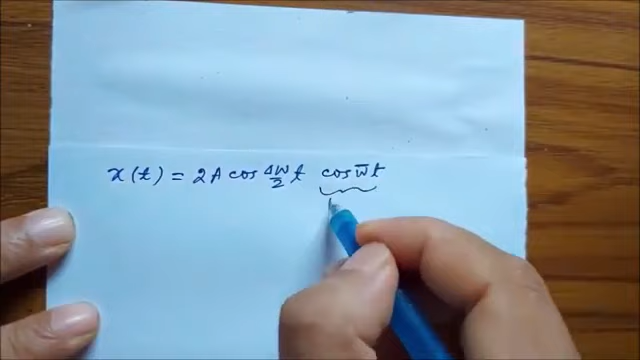 x(t) = 2A cos Δω/2 t cos ω̄t